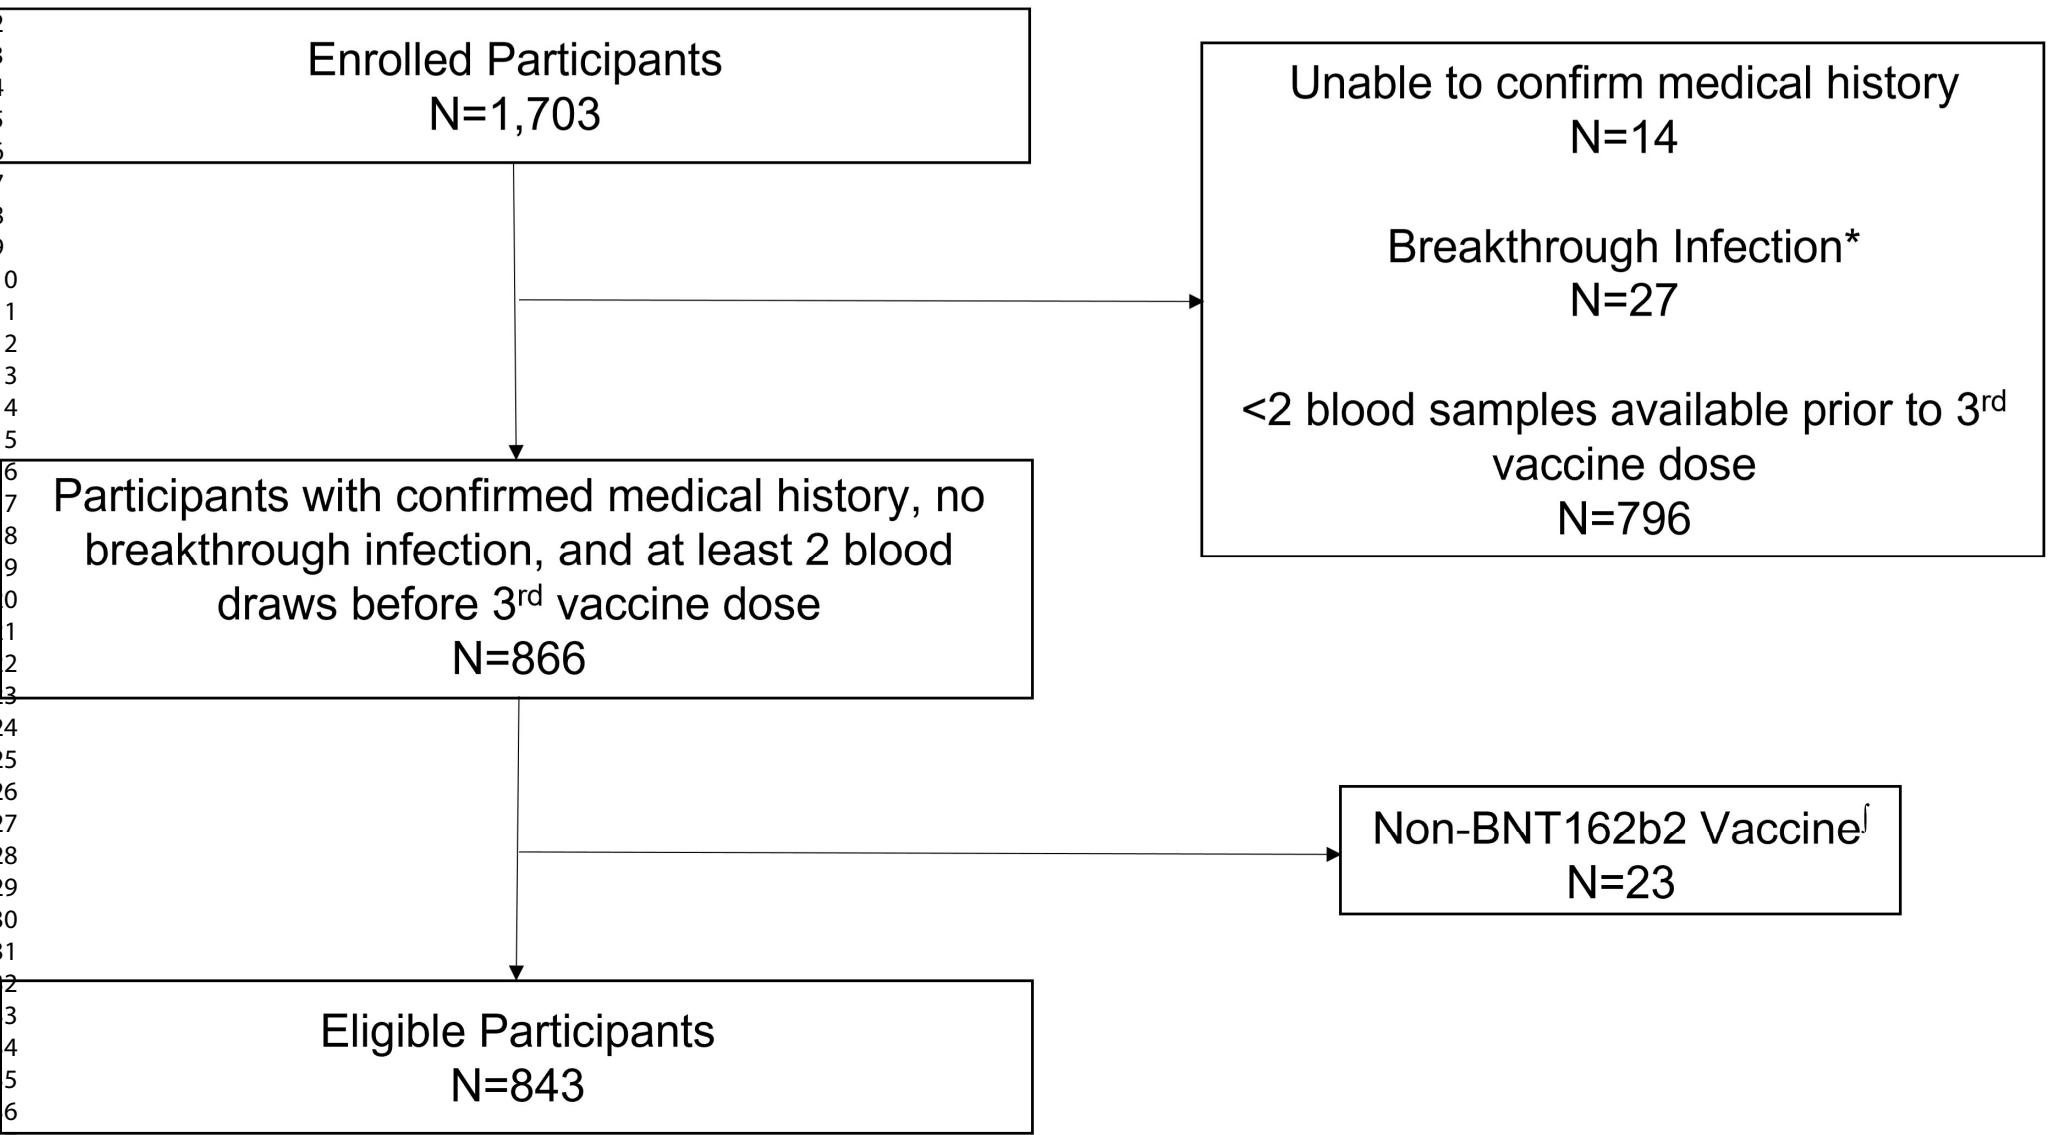 Enrolled Participants
N=1,703
Unable to confirm medical history
N=14
Breakthrough Infection*
N=27
<2 blood samples available prior to 3rd
vaccine dose
N=796
Participants with confirmed medical history, no
breakthrough infection, and at least 2 blood
draws before 3rd vaccine dose
N=866
Non-BNT162b2 Vaccine∫
N=23
Eligible Participants
N=843